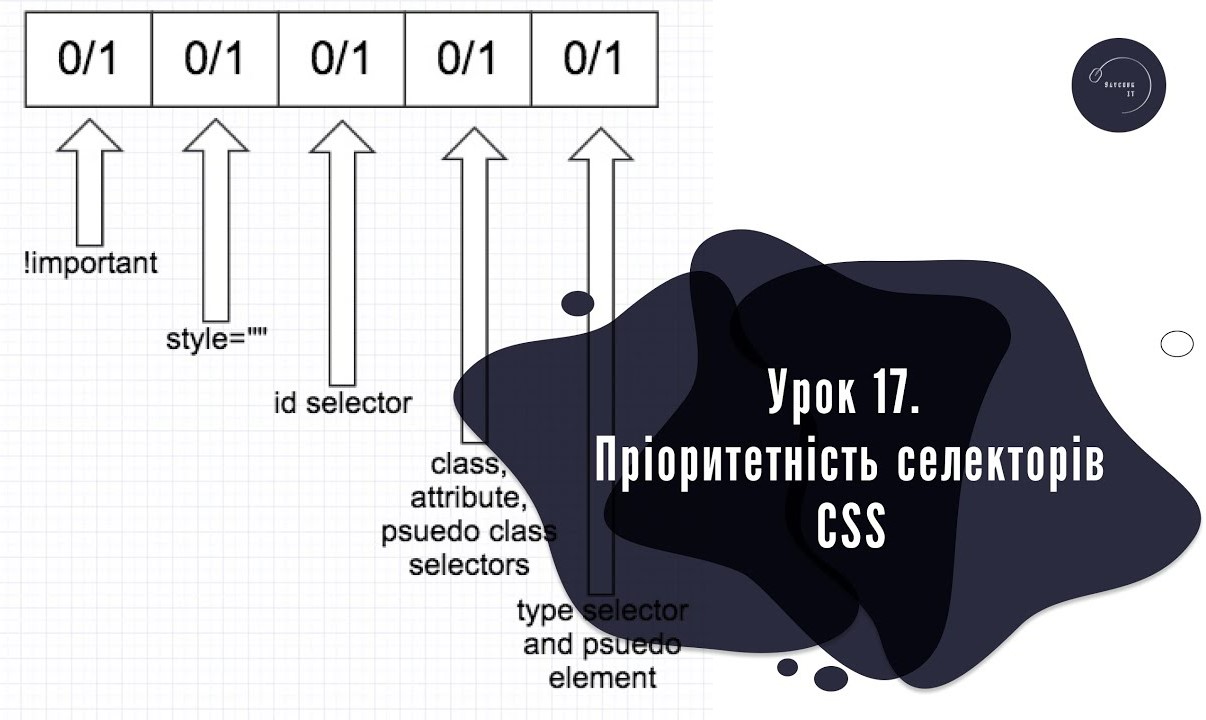 0/1 0/1 0/1 0/1 0/1
!important
style=""
id selector
class,
attribute,
psuedo class
selectors
type selector
and psuedo
element
Урок 17.
Пріоритетність селекторів
CSS
IT